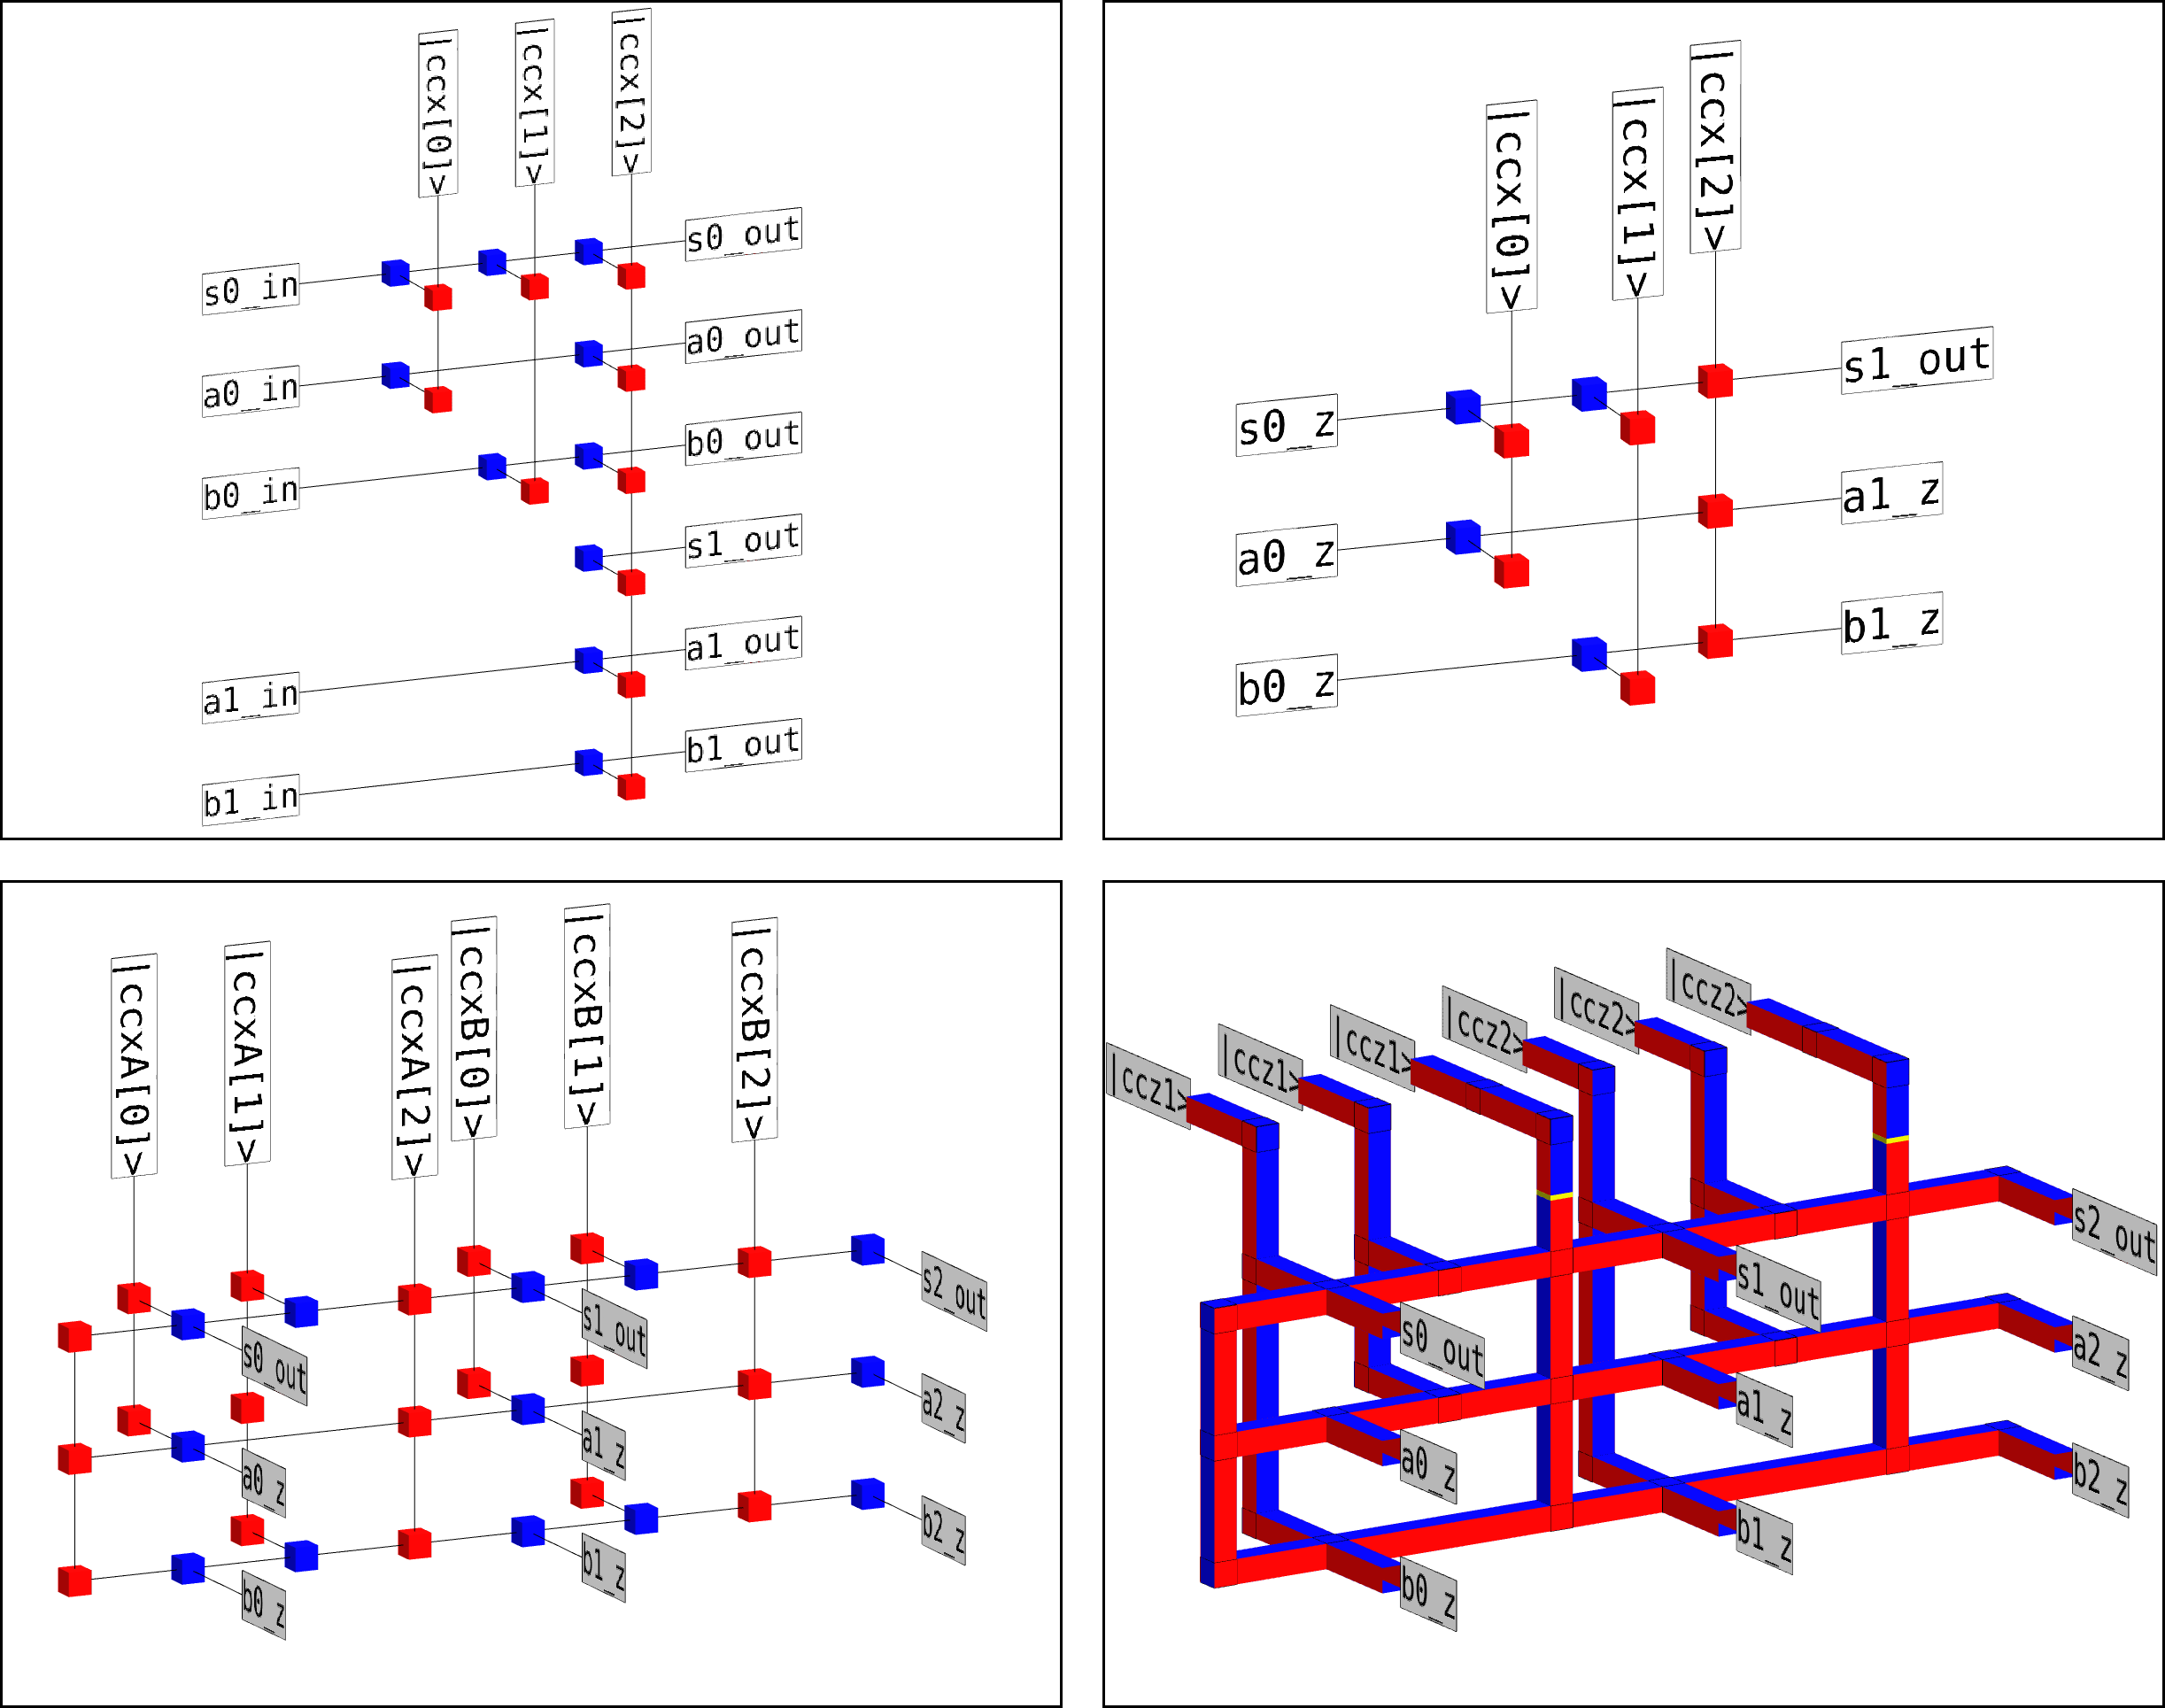 |ccx[0]>
|ccx[1]>
|ccx[2]>
s0_in
s0_out
a0_in
a0_out
b0_in
b0_out
s1_out
a1_in
a1_out
b1_in
b1_out
|ccx[0]>
|ccx[1]>
|ccx[2]>
s0_z
s1_out
a0_z
a1_z
b0_z
b1_z
|ccxA[0]>
|ccxA[1]>
|ccxA[2]>
|ccxB[0]>
|ccxB[1]>
|ccxB[2]>
s0_out
s1_out
s2_out
a0_z
a1_z
a2_z
b0_z
b1_z
b2_z
|ccz1>
|ccz1>
|ccz1>
|ccz2>
|ccz2>
|ccz2>
s0_out
s1_out
s2_out
a0_z
a1_z
a2_z
b0_z
b1_z
b2_z